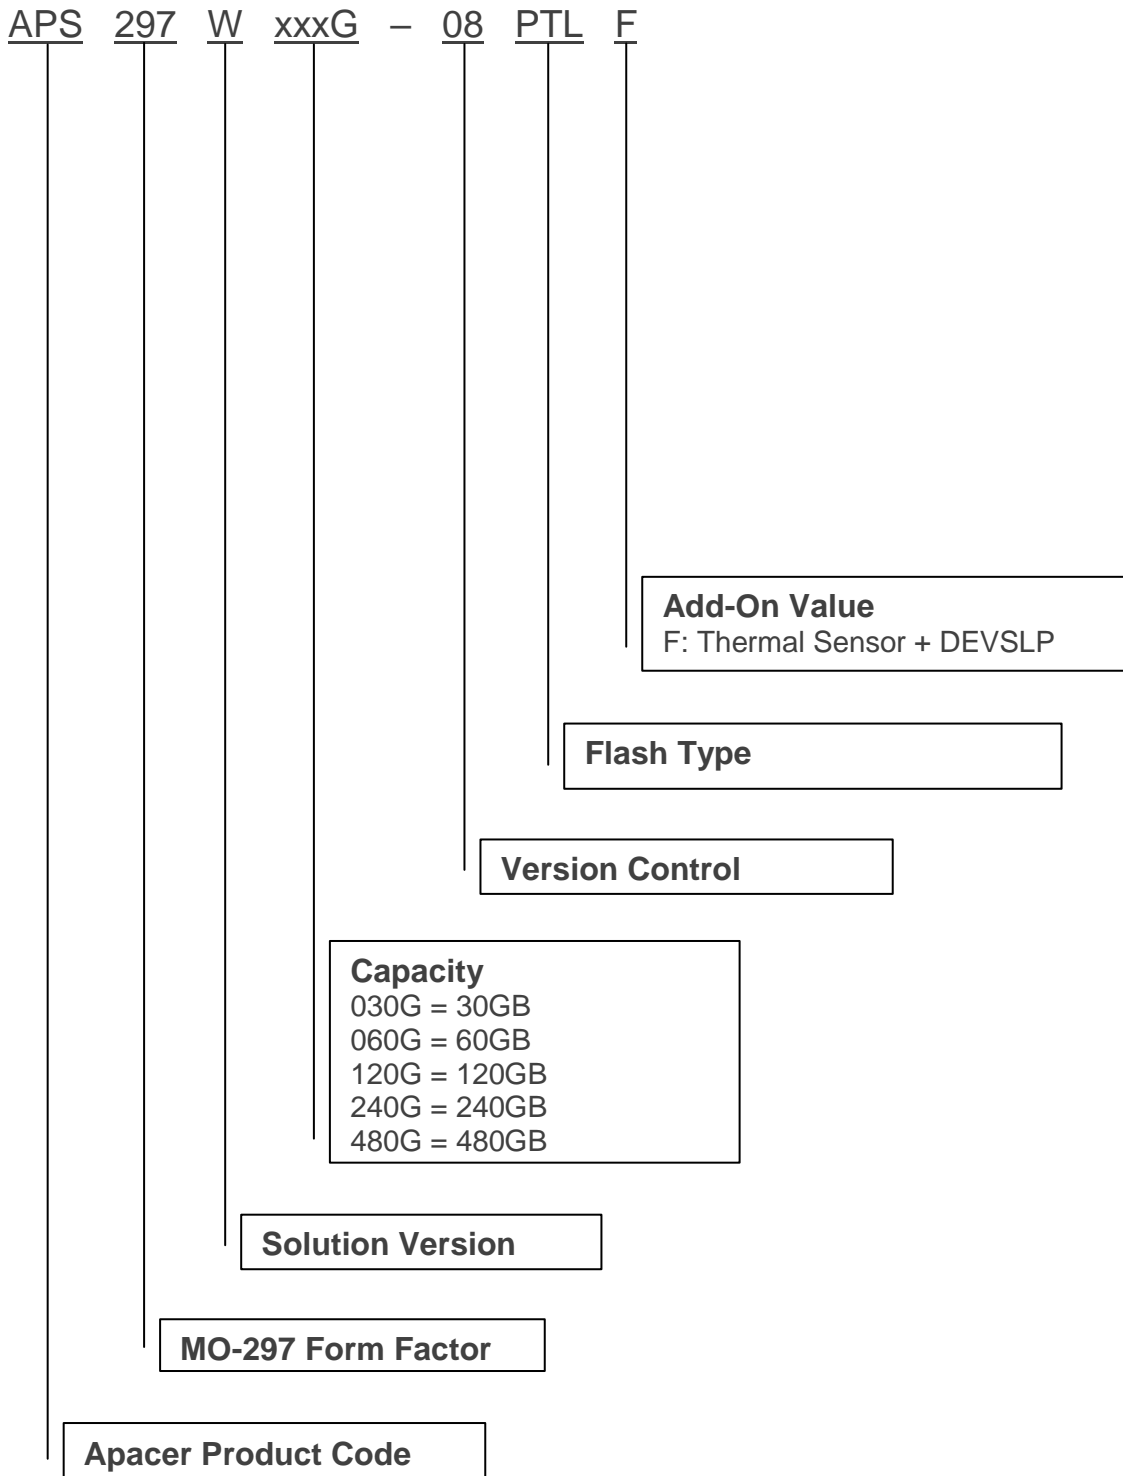 APS 297 W xxxG – 08 PTL F
Add-On Value
F: Thermal Sensor + DEVSLP
Flash Type
Version Control
Capacity
030G = 30GB
060G = 60GB
120G = 120GB
240G = 240GB
480G = 480GB
Solution Version
MO-297 Form Factor
Apacer Product Code